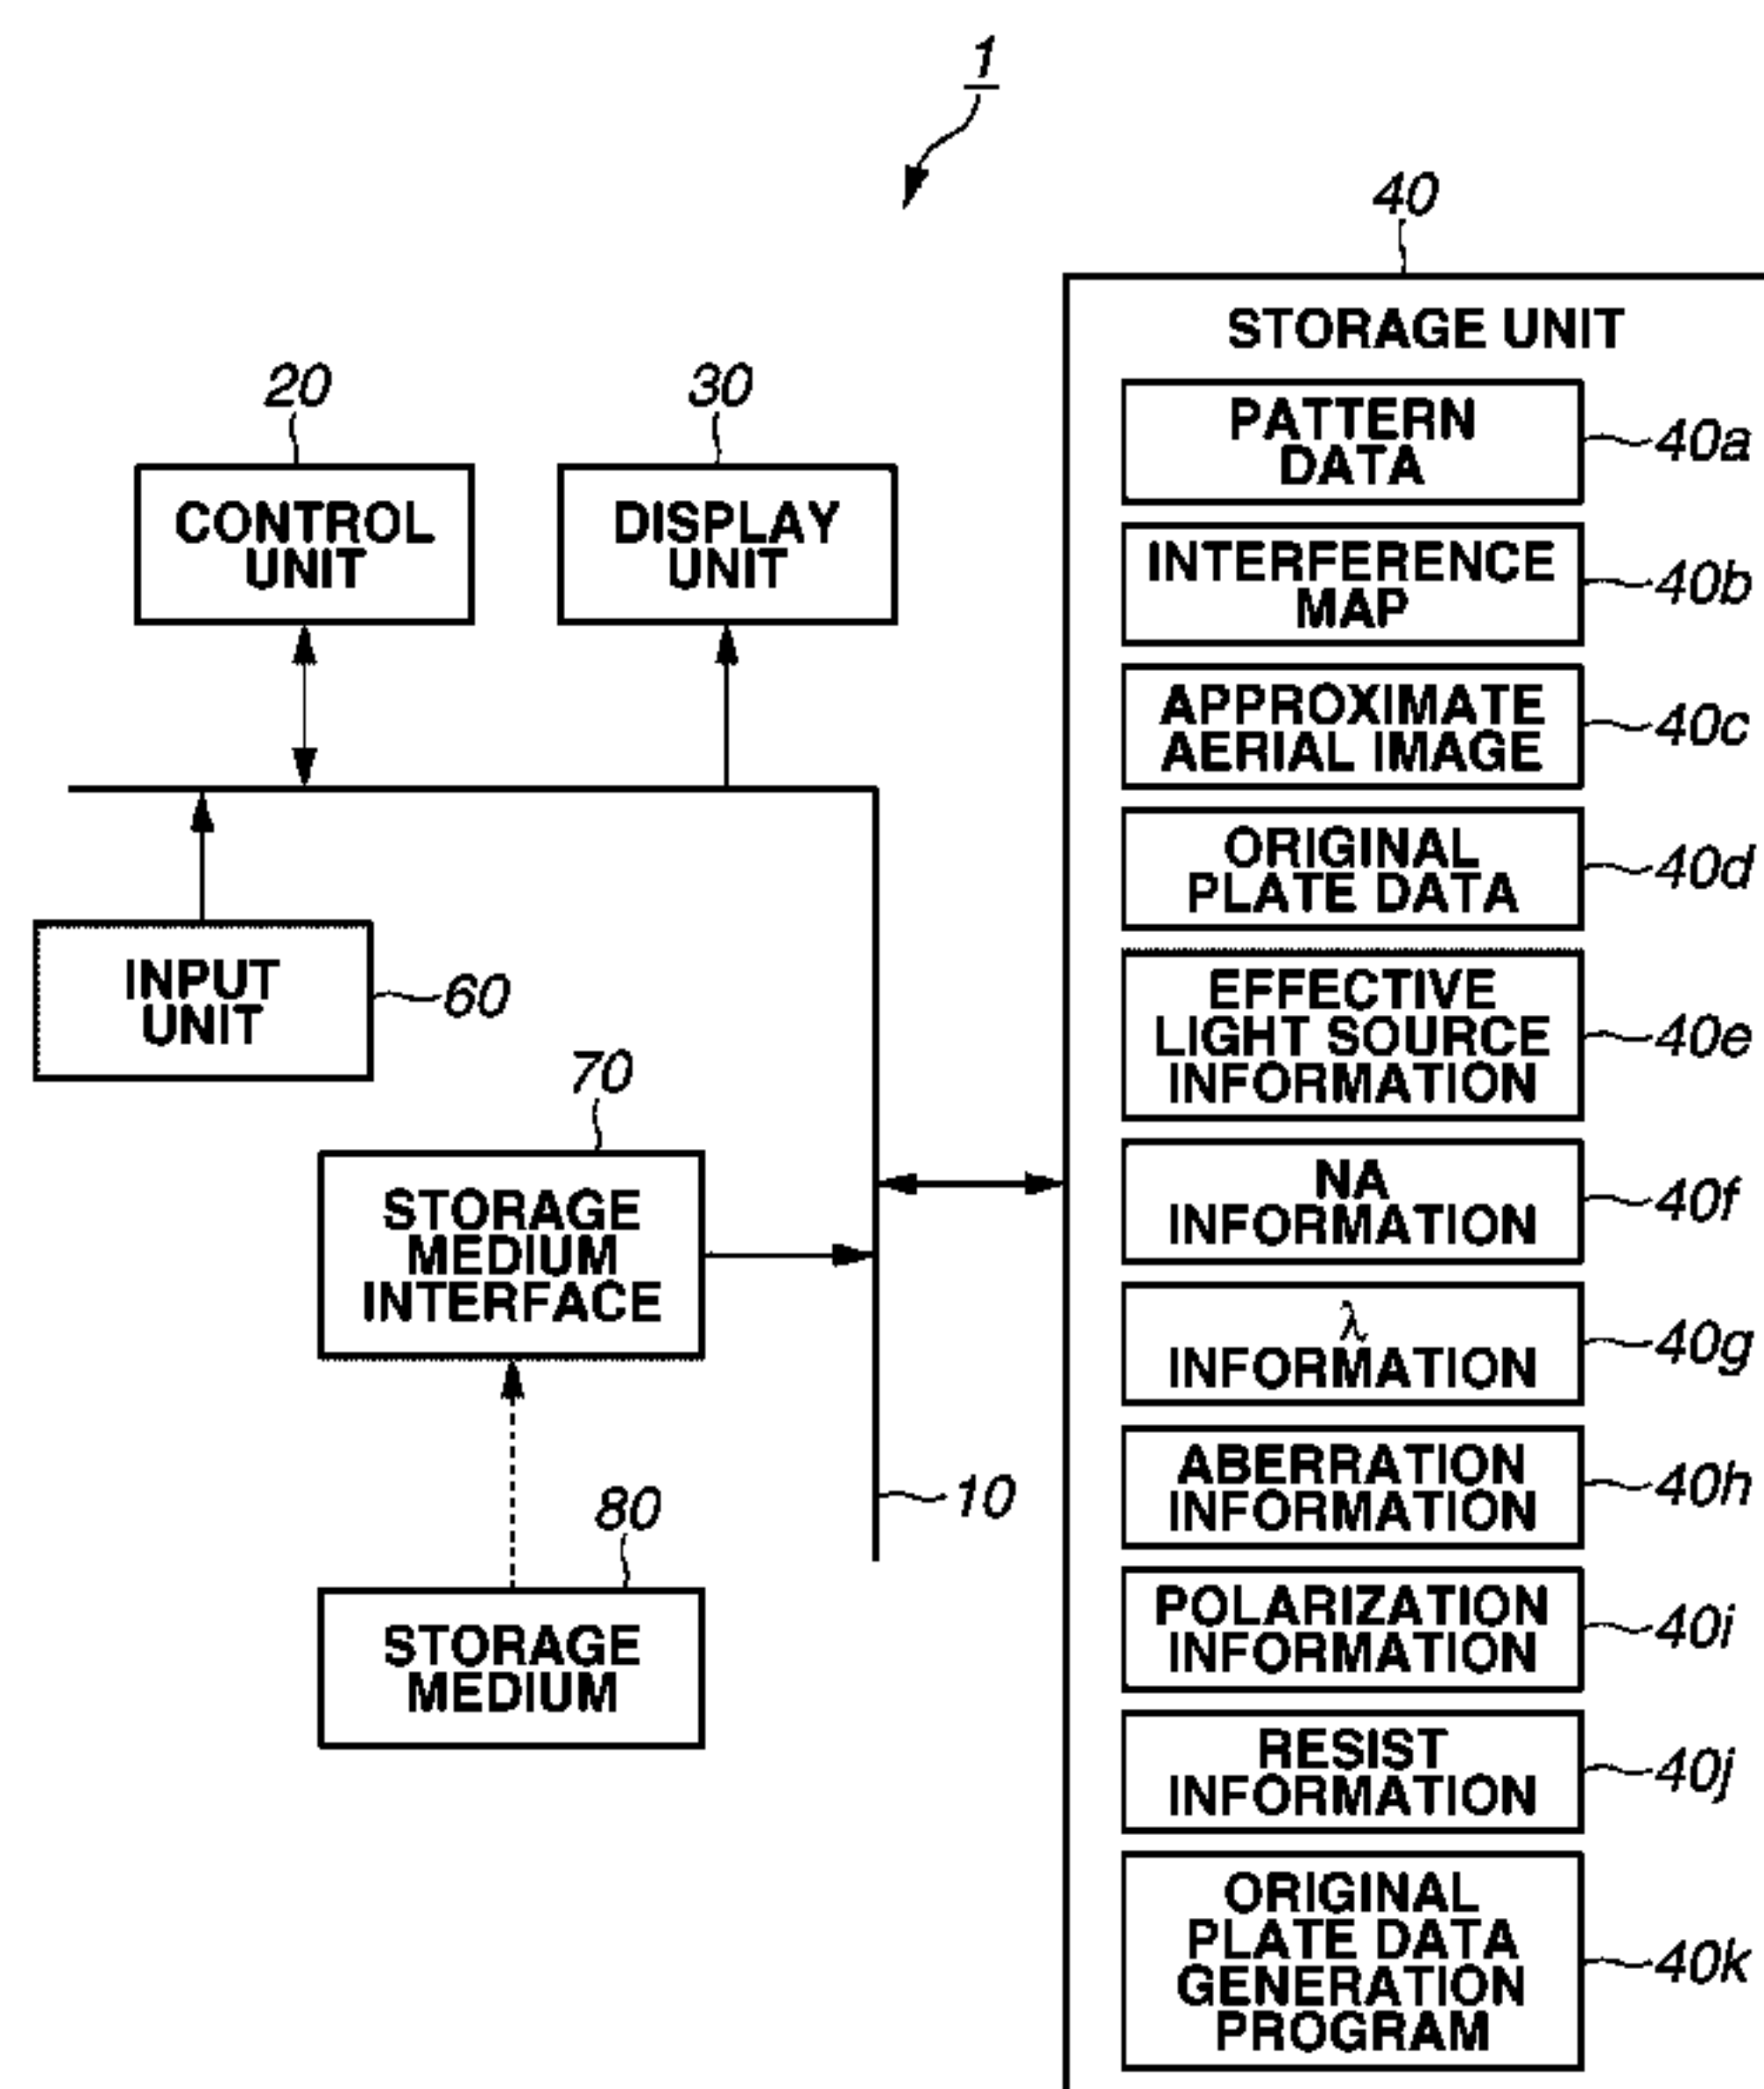 1
40
STORAGE UNIT
20
30
PATTERN
DATA
40a
CONTROL
UNIT
DISPLAY
UNIT
INTERFERENCE
MAP
40b
APPROXIMATE
AERIAL IMAGE
40c
ORIGINAL
PLATE DATA
40d
INPUT
UNIT
60
EFFECTIVE
LIGHT SOURCE
INFORMATION
40e
70
STORAGE
MEDIUM
INTERFACE
NA
INFORMATION
40f
λ
INFORMATION
40g
10
ABERRATION
INFORMATION
40h
80
STORAGE
MEDIUM
POLARIZATION
INFORMATION
40i
RESIST
INFORMATION
40j
ORIGINAL
PLATE DATA
GENERATION
PROGRAM
40k